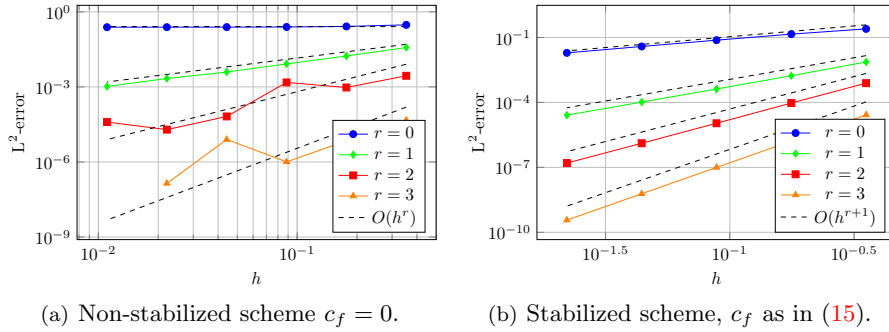 10^0
10^−3
10^−6
10^−9
L^2-error
10^−2
10^−1
h
r = 0
r = 1
r = 2
r = 3
O(h^r)
(a) Non-stabilized scheme c_f = 0.
10^−1
10^−4
10^−7
10^−10
L^2-error
10^−1.5
10^−1
10^−0.5
h
r = 0
r = 1
r = 2
r = 3
O(h^{r+1})
(b) Stabilized scheme, c_f as in (15).